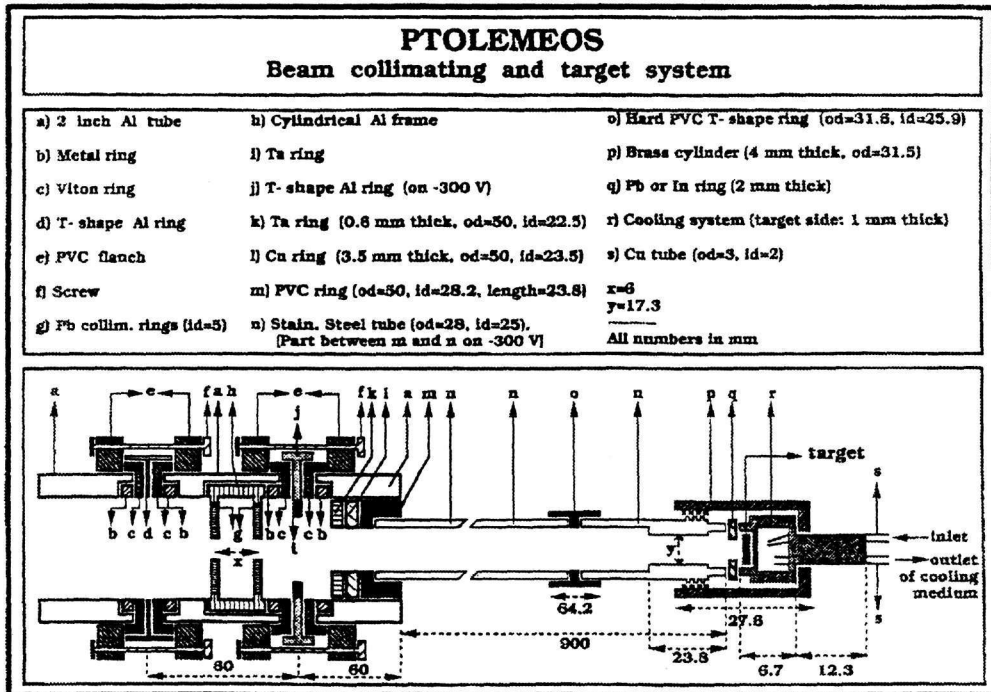 PTOLEMEOS
Beam collimating and target system
a) 2 inch Al tube
b) Metal ring
c) Viton ring
d) T- shape Al ring
e) PVC flanch
f) Screw
g) Pb collim. rings (id=5)
h) Cylindrical Al frame
i) Ta ring
j) T- shape Al ring (on -300 V)
k) Ta ring (0.6 mm thick, od=50, id=22.5)
l) Cu ring (3.5 mm thick, od=50, id=23.5)
m) PVC ring (od=50, id=28.2, length=23.8)
n) Stain. Steel tube (od=28, id=25).
[Part between m and n on -300 V]
o) Hard PVC T- shape ring (od=31.6, id=25.9)
p) Brass cylinder (4 mm thick, od=31.5)
q) Pb or In ring (2 mm thick)
r) Cooling system (target side: 1 mm thick)
s) Cu tube (od=3, id=2)
x=6
y=17.3
All numbers in mm
a e f a h e f k l a m n n o n p q r
j
target
s
b c d c b g b c i c b
x
y
inlet
outlet
of cooling
medium
s
64.2
27.6
900
23.8
6.7
12.3
80
60